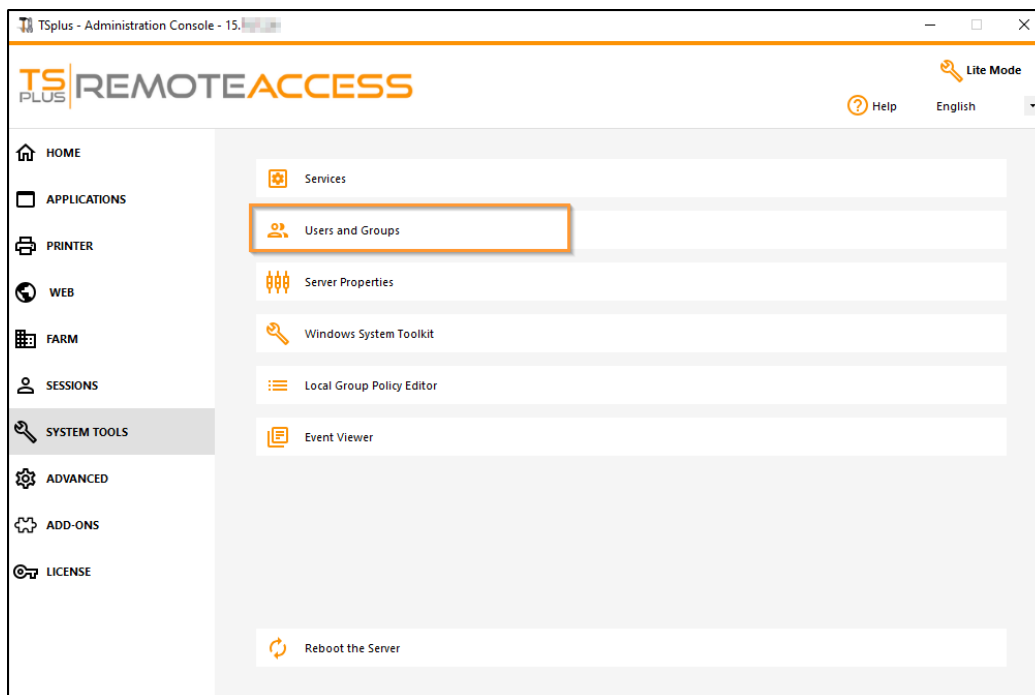 TSplus - Administration Console - 15.
TS PLUS REMOTEACCESS
Lite Mode
Help
English
HOME
APPLICATIONS
PRINTER
WEB
FARM
SESSIONS
SYSTEM TOOLS
ADVANCED
ADD-ONS
LICENSE
Services
Users and Groups
Server Properties
Windows System Toolkit
Local Group Policy Editor
Event Viewer
Reboot the Server